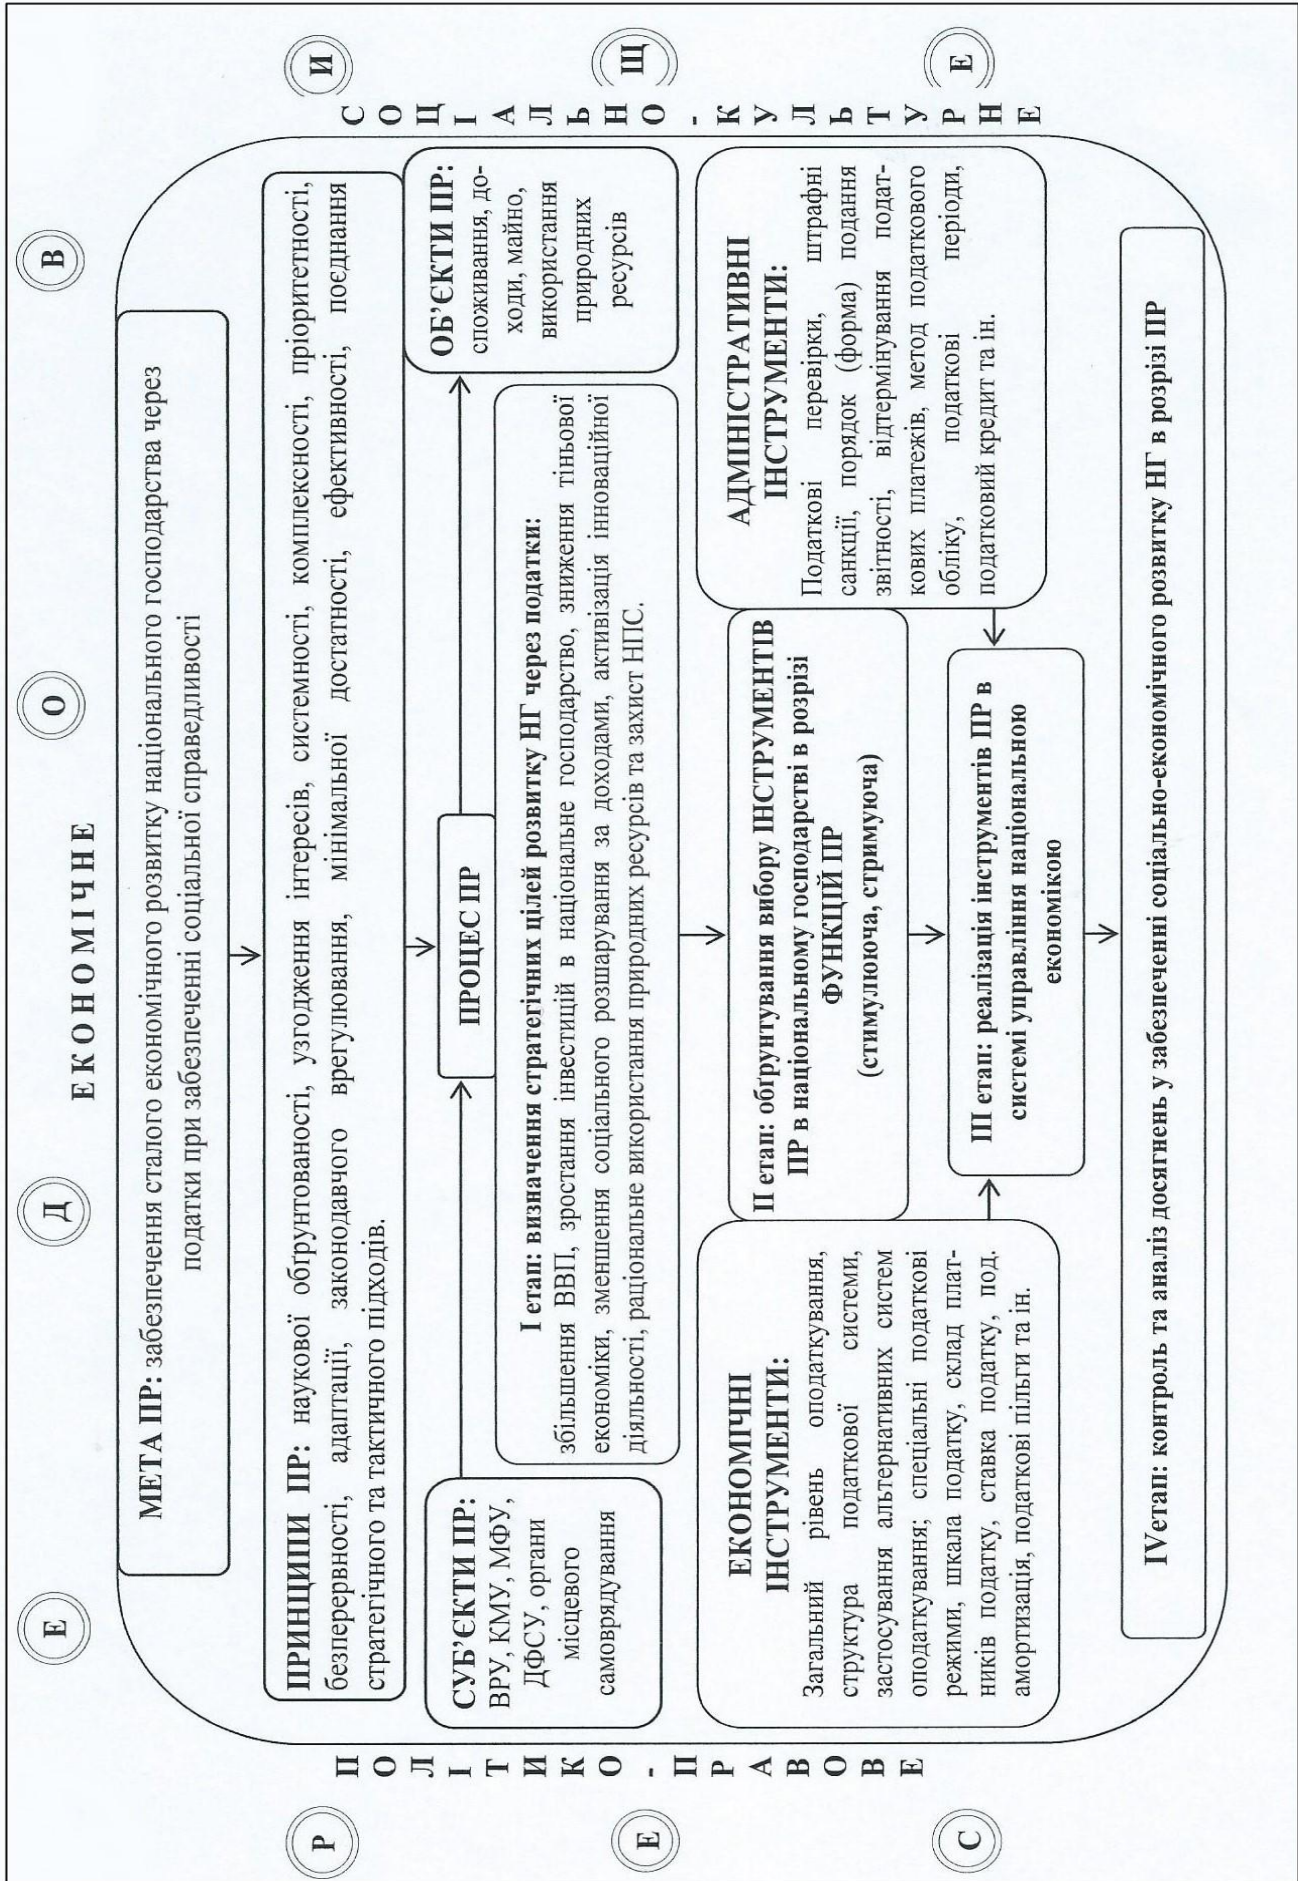 Е Д О В
Е К О Н О М І Ч Н Е
Р
Е
С
П О Л І Т И К О - П Р А В О В Е
МЕТА ПР: забезпечення сталого економічного розвитку національного господарства через
податки при забезпеченні соціальної справедливості
ПРИНЦИПИ ПР: наукової обґрунтованості, узгодження інтересів, системності, комплексності, пріоритетності,
безперервності, адаптації, законодавчого врегулювання, мінімальної достатності, ефективності, поєднання
стратегічного та тактичного підходів.
СУБ’ЄКТИ ПР:
ВРУ, КМУ, МФУ,
ДФСУ, органи
місцевого
самоврядування
ПРОЦЕС ПР
ОБ’ЄКТИ ПР:
споживання, до-
ходи, майно,
використання
природних
ресурсів
І етап: визначення стратегічних цілей розвитку НГ через податки:
збільшення ВВП, зростання інвестицій в національне господарство, зниження тіньової
економіки, зменшення соціального розшарування за доходами, активізація інноваційної
діяльності, раціональне використання природних ресурсів та захист НПС.
ЕКОНОМІЧНІ
ІНСТРУМЕНТИ:
Загальний рівень оподаткування,
структура податкової системи,
застосування альтернативних систем
оподаткування; спеціальні податкові
режими, шкала податку, склад плат-
ників податку, ставка податку, под.
амортизація, податкові пільги та ін.
ІІ етап: обґрунтування вибору ІНСТРУМЕНТІВ
ПР в національному господарстві в розрізі
ФУНКЦІЙ ПР
(стимулююча, стримуюча)
АДМІНІСТРАТИВНІ
ІНСТРУМЕНТИ:
Податкові перевірки, штрафні
санкції, порядок (форма) подання
звітності, відтермінування подат-
кових платежів, метод податкового
обліку, податкові періоди,
податковий кредит та ін.
ІІІ етап: реалізація інструментів ПР в
системі управління національною
економікою
ІVетап: контроль та аналіз досягнень у забезпеченні соціально-економічного розвитку НГ в розрізі ПР
С О Ц І А Л Ь Н О - К У Л Ь Т У Р Н Е
И
Щ
Е